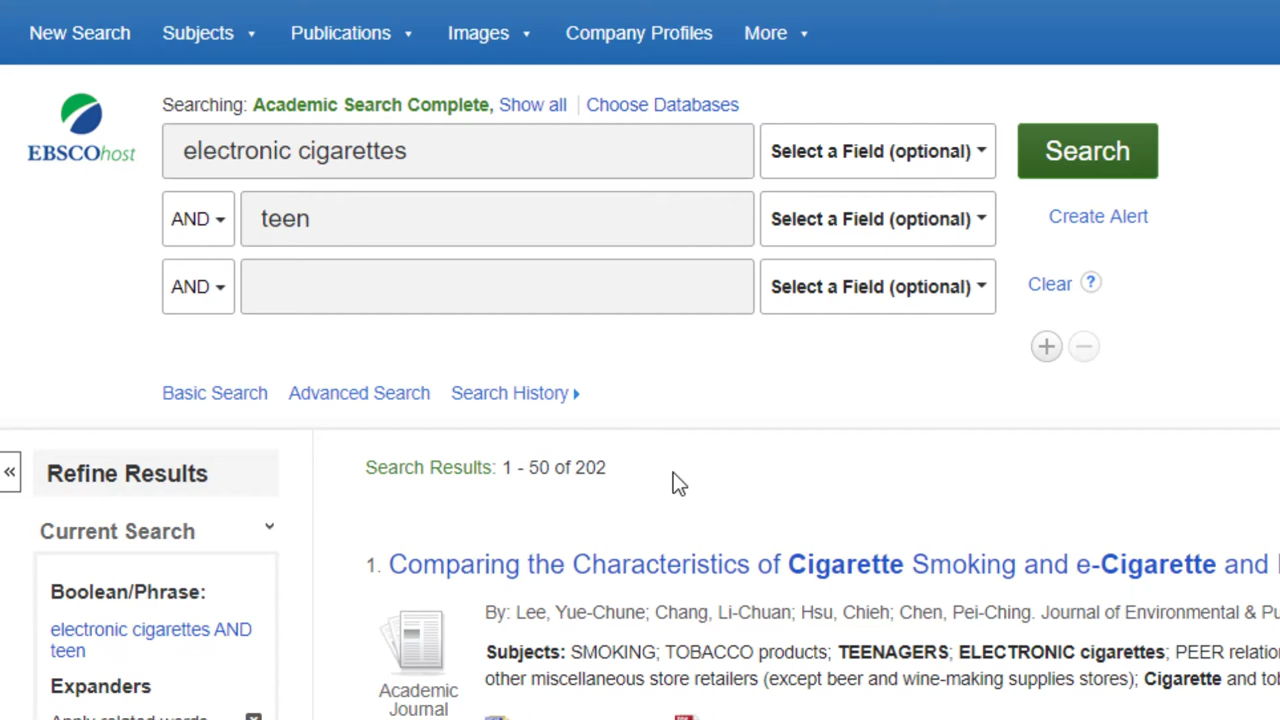 New Search Subjects Publications Images Company Profiles More
Searching: Academic Search Complete, Show all Choose Databases
EBSCOhost
electronic cigarettes Select a Field (optional) Search
AND teen Select a Field (optional) Create Alert
AND Select a Field (optional) Clear ?
Basic Search Advanced Search Search History
« Refine Results
Search Results: 1 - 50 of 202
Current Search
Boolean/Phrase:
electronic cigarettes AND
teen
Expanders
Apply related words
1. Comparing the Characteristics of Cigarette Smoking and e-Cigarette and
By: Lee, Yue-Chune; Chang, Li-Chuan; Hsu, Chieh; Chen, Pei-Ching. Journal of Environmental & Pu
Subjects: SMOKING; TOBACCO products; TEENAGERS; ELECTRONIC cigarettes; PEER relation
other miscellaneous store retailers (except beer and wine-making supplies stores); Cigarette and to
Academic
Journal